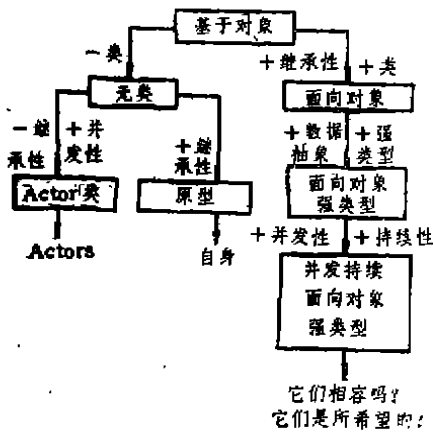 基于对象
－类
＋继承性 ＋类
无类
面向对象
－继承性
＋并发性
＋继承性
＋数据抽象
＋强类型
Actor类
原型
面向对象
强类型
Actors
自身
＋并发性 ＋持续性
并发持续
面向对象
强类型
它们相容吗?
它们是所希望的?